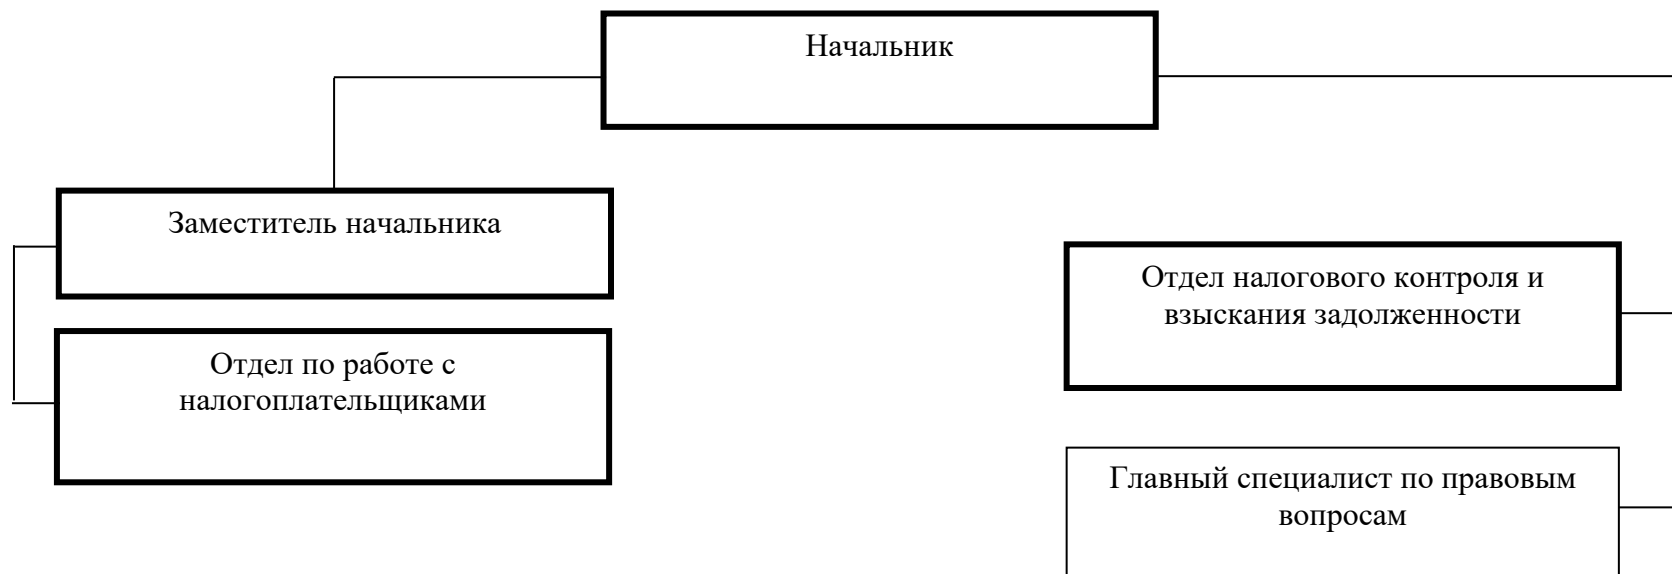 Начальник
Заместитель начальника
Отдел по работе с
налогоплательщиками
Отдел налогового контроля и
взыскания задолженности
Главный специалист по правовым
вопросам